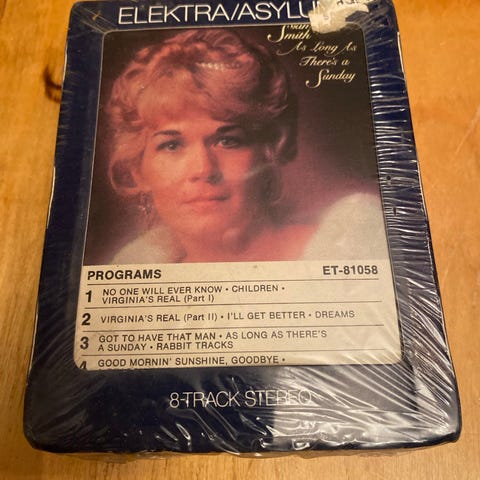 ELEKTRA/ASYLUM
Smith
As Long As
There's a
Sunday
PROGRAMS ET-81058
1 NO ONE WILL EVER KNOW • CHILDREN •
VIRGINIA'S REAL (Part I)
2 VIRGINIA'S REAL (Part II) • I'LL GET BETTER • DREAMS
3 GOT TO HAVE THAT MAN • AS LONG AS THERE'S
A SUNDAY • RABBIT TRACKS
4 GOOD MORNIN' SUNSHINE, GOODBYE •
8-TRACK STEREO